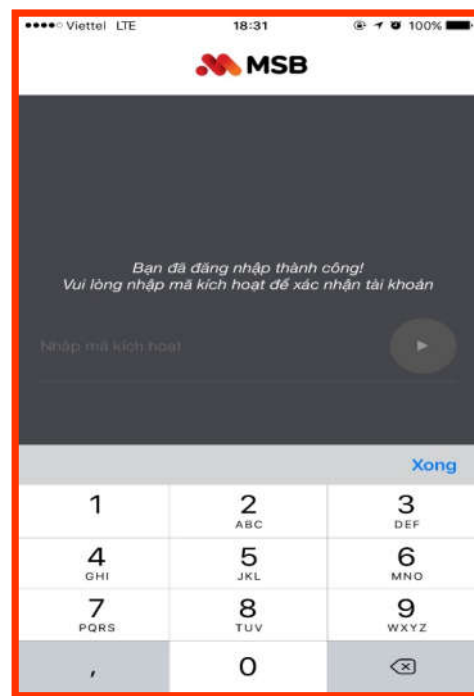 Viettel LTE 18:31 100%
MSB
Bạn đã đăng nhập thành công!
Vui lòng nhập mã kích hoạt để xác nhận tài khoản
Nhập mã kích hoạt
Xong
1 2 3
ABC DEF
4 5 6
GHI JKL MNO
7 8 9
PQRS TUV WXYZ
, 0